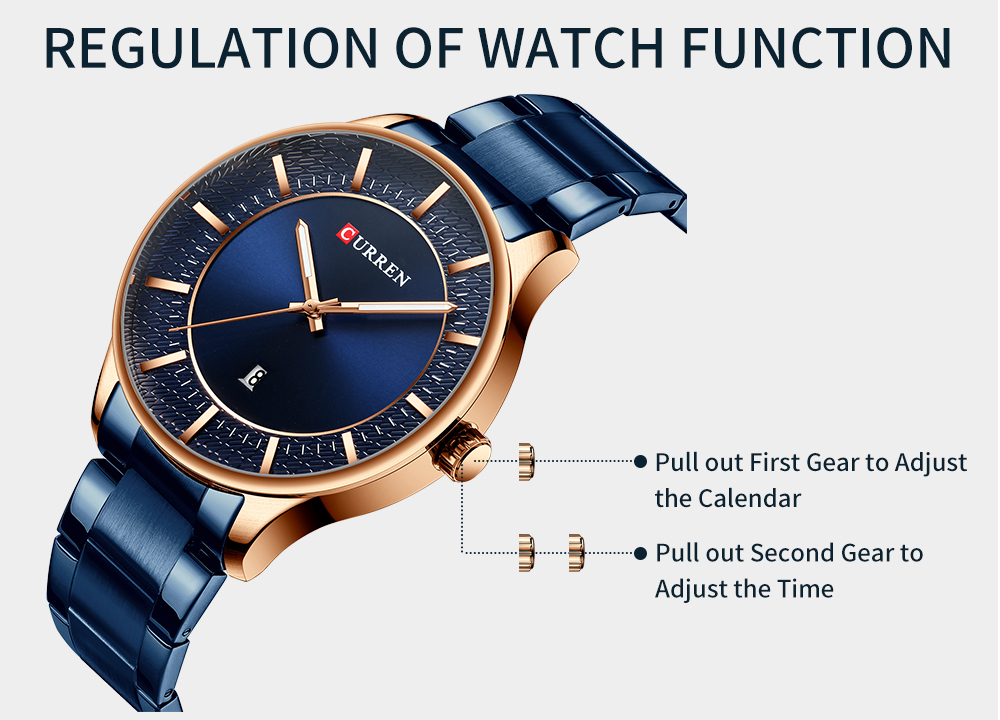 REGULATION OF WATCH FUNCTION
CURREN
8
Pull out First Gear to Adjust
the Calendar
Pull out Second Gear to
Adjust the Time